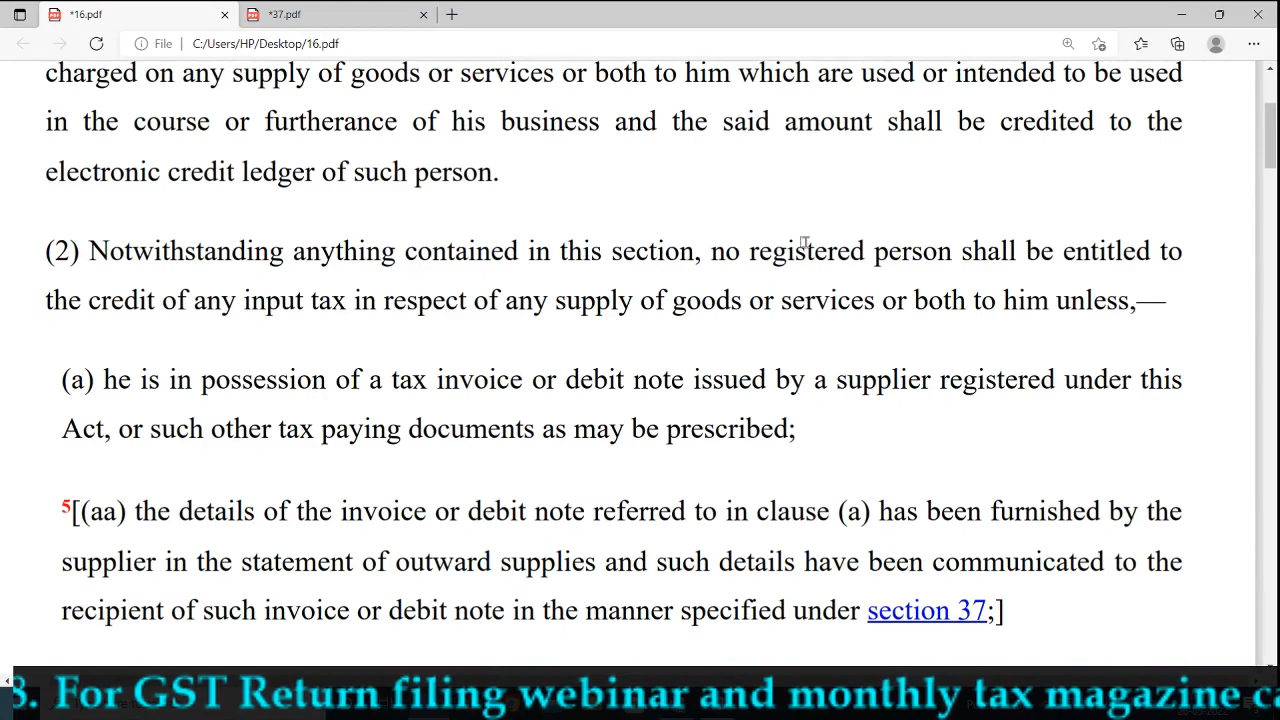 *16.pdf
*37.pdf
File
C:/Users/HP/Desktop/16.pdf
charged on any supply of goods or services or both to him which are used or intended to be used
in the course or furtherance of his business and the said amount shall be credited to the
electronic credit ledger of such person.
(2) Notwithstanding anything contained in this section, no registered person shall be entitled to
the credit of any input tax in respect of any supply of goods or services or both to him unless,—
(a) he is in possession of a tax invoice or debit note issued by a supplier registered under this
Act, or such other tax paying documents as may be prescribed;
5[(aa) the details of the invoice or debit note referred to in clause (a) has been furnished by the
supplier in the statement of outward supplies and such details have been communicated to the
recipient of such invoice or debit note in the manner specified under section 37;]
8. For GST Return filing webinar and monthly tax magazine